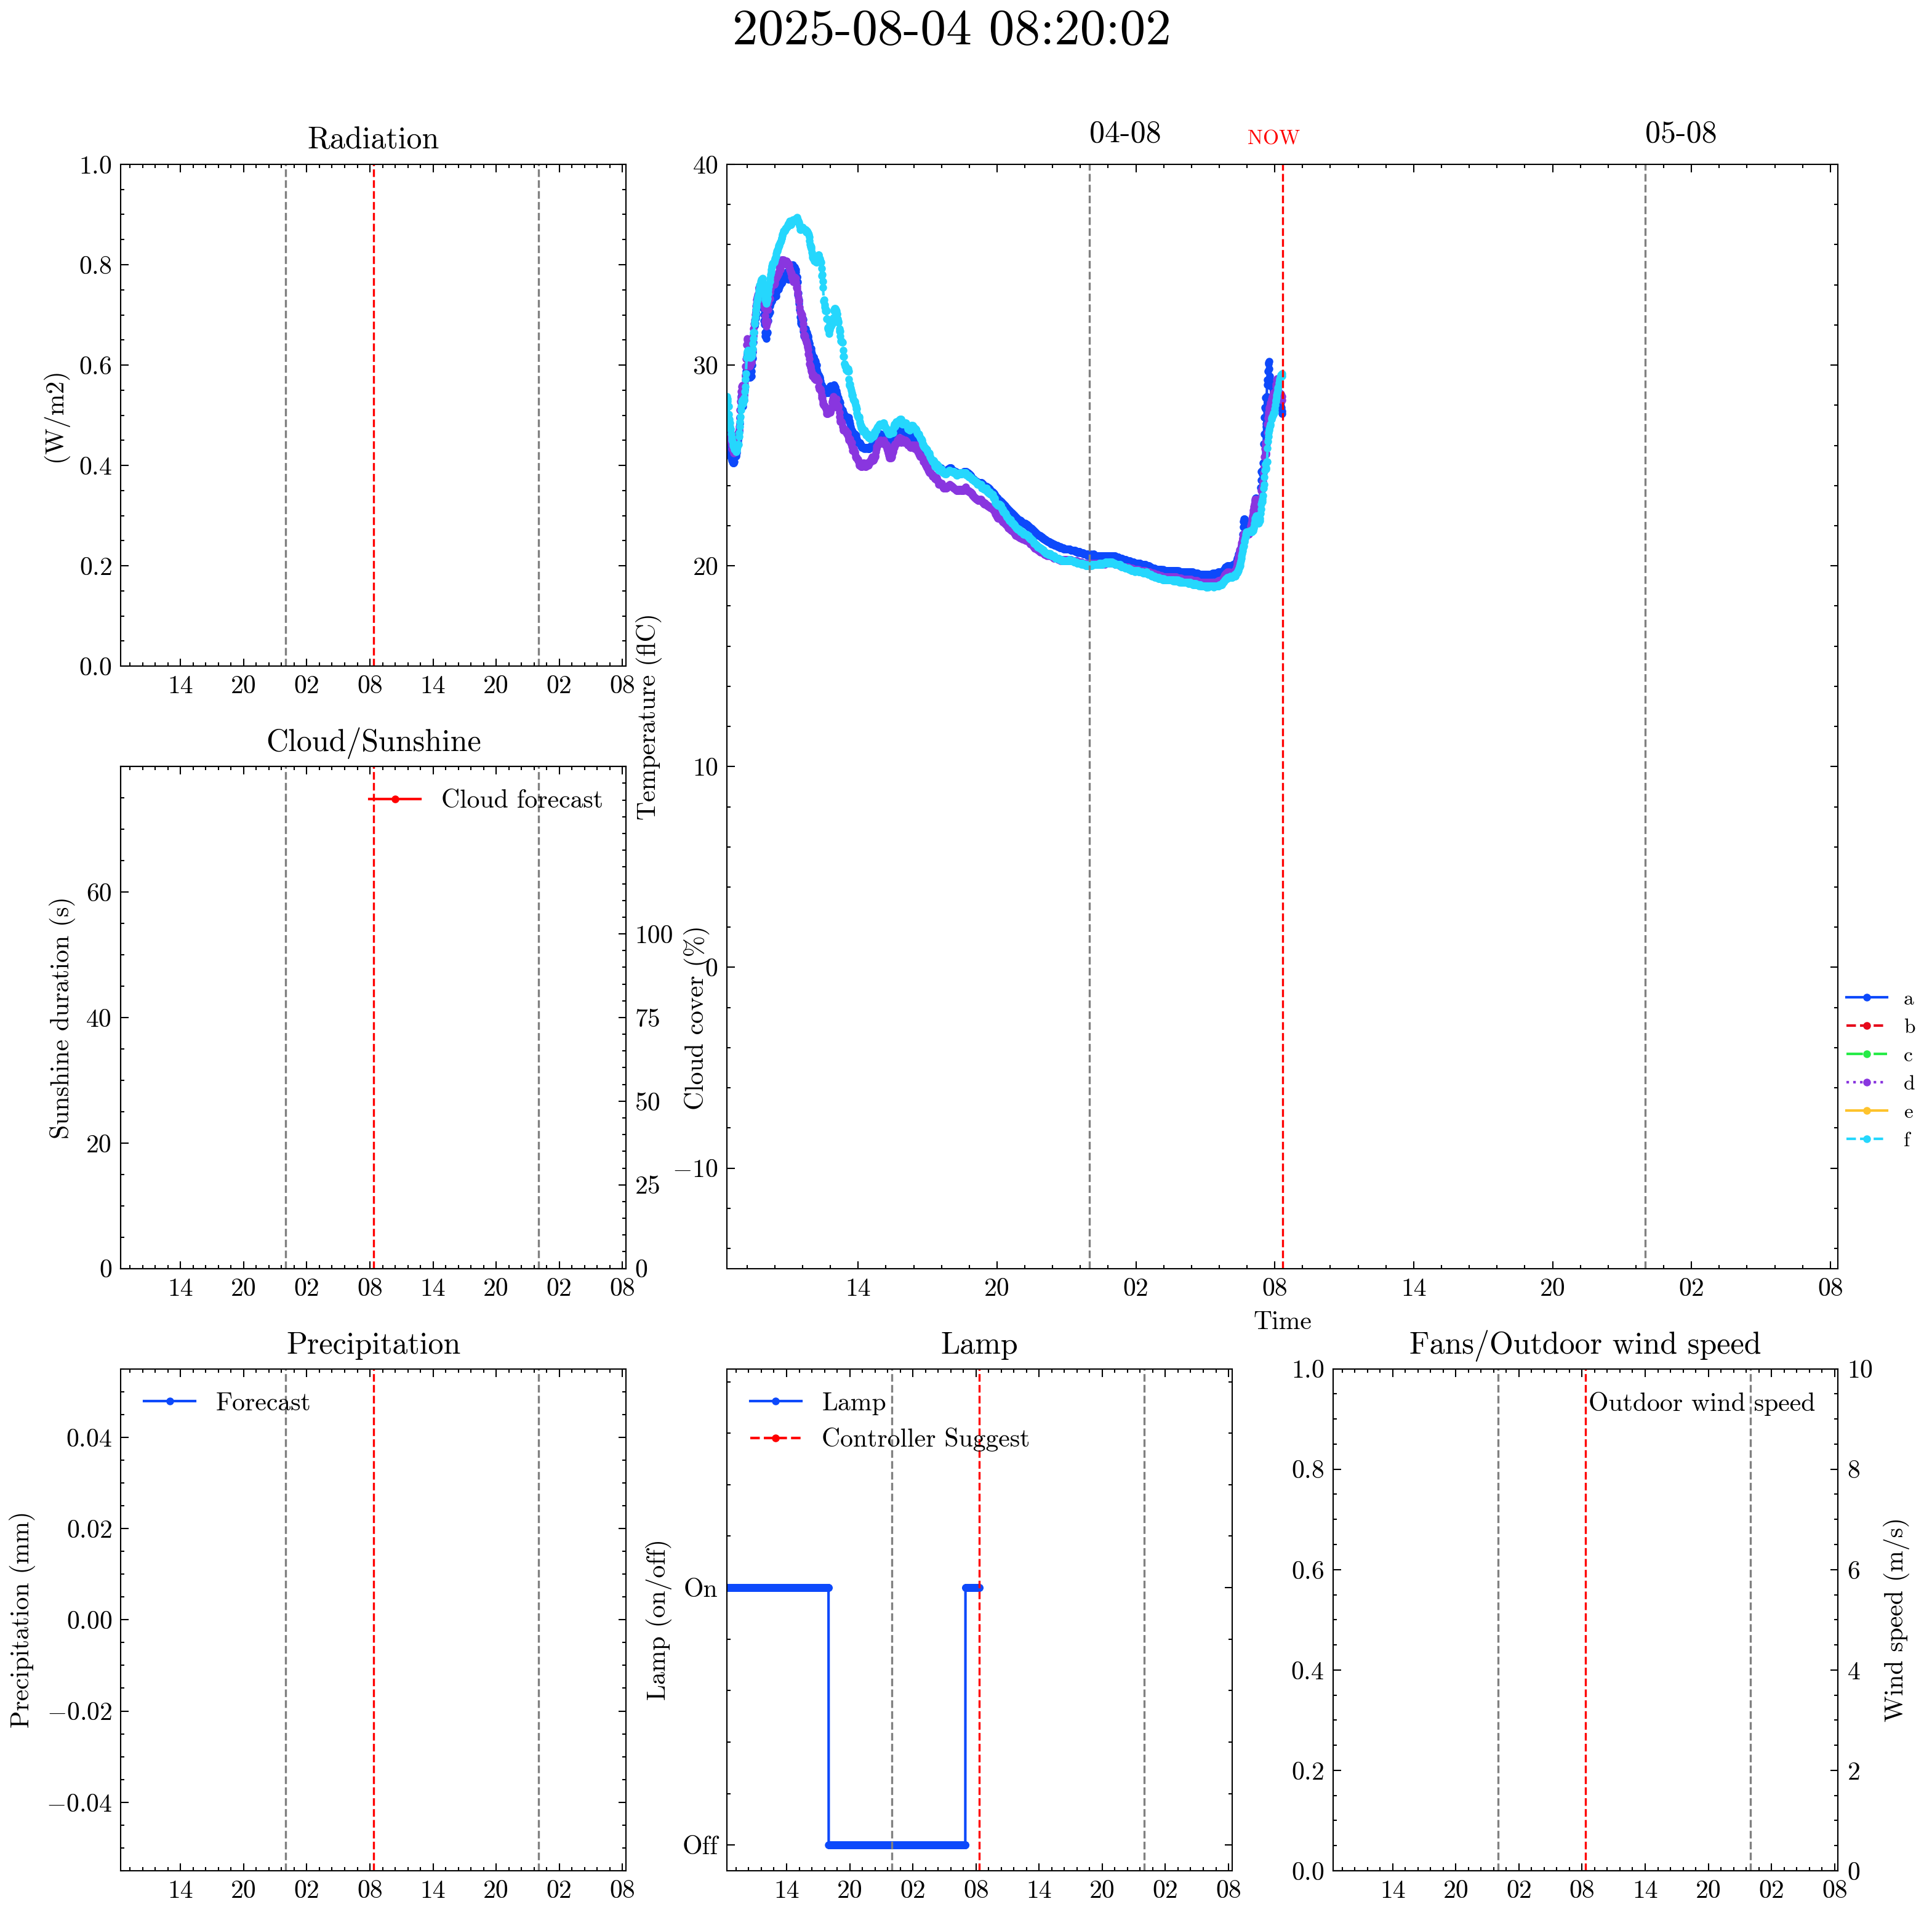 2025-08-04 08:20:02
Radiation
(W/m2)
1.0
0.8
0.6
0.4
0.2
0.0
14 20 02 08 14 20 02 08
04-08 NOW 05-08
Temperature (flC)
40
30
20
10
0
−10
14 20 02 08 14 20 02 08
Time
a
b
c
d
e
f
Cloud/Sunshine
Cloud forecast
Sunshine duration (s)
60
40
20
0
Cloud cover (%)
100
75
50
25
0
14 20 02 08 14 20 02 08
Precipitation
Forecast
Precipitation (mm)
0.04
0.02
0.00
−0.02
−0.04
14 20 02 08 14 20 02 08
Lamp
Lamp
Controller Suggest
Lamp (on/off)
On
Off
14 20 02 08 14 20 02 08
Fans/Outdoor wind speed
Outdoor wind speed
1.0
0.8
0.6
0.4
0.2
0.0
Wind speed (m/s)
10
8
6
4
2
0
14 20 02 08 14 20 02 08